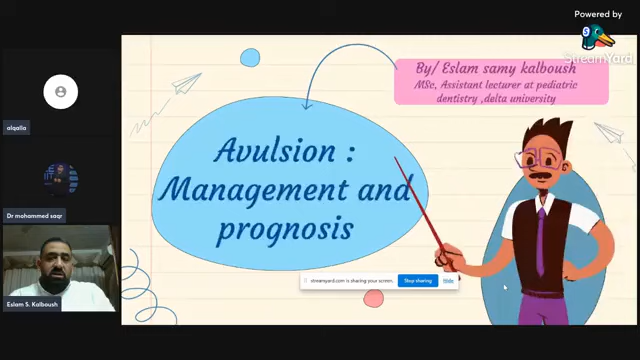 Powered by
StreamYard
By/ Eslam samy kalboush
MSc, Assistant lecturer at pediatric
dentistry ,delta university
Avulsion :
Management and
prognosis
alqalla
Dr mohammed saqr
Eslam S. Kalboush
streamyard.com is sharing your screen.
Stop sharing
Hide